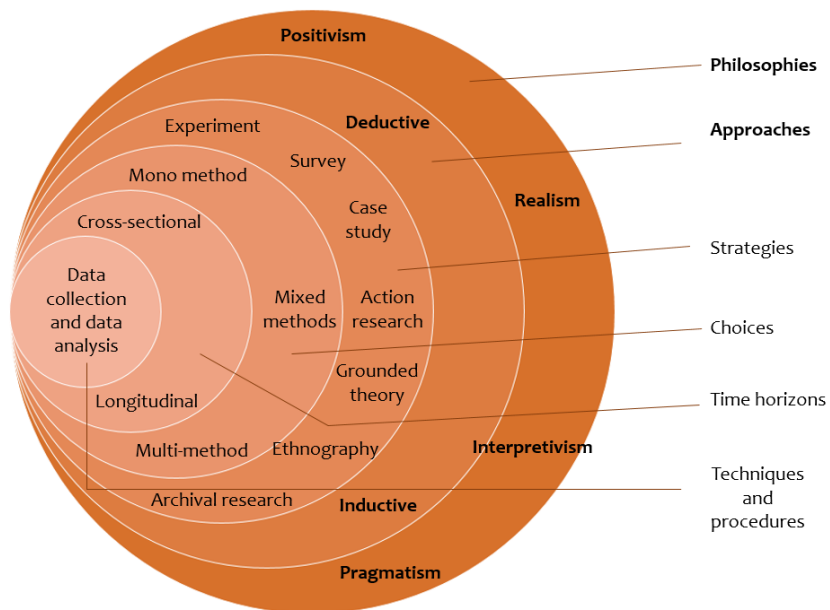 Positivism
Philosophies
Deductive
Experiment
Approaches
Survey
Mono method
Realism
Case
study
Cross-sectional
Strategies
Data
collection
and data
analysis
Mixed
methods
Action
research
Choices
Grounded
theory
Longitudinal
Time horizons
Multi-method
Ethnography
Interpretivism
Techniques
and
procedures
Archival research
Inductive
Pragmatism